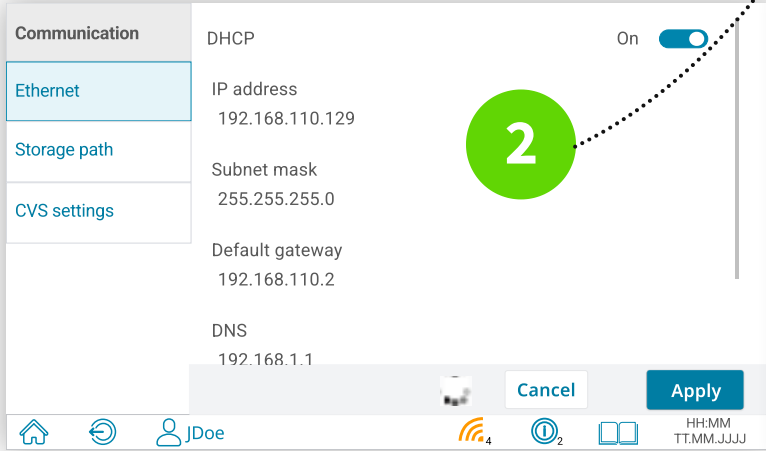 Communication
Ethernet
Storage path
CVS settings
DHCP On
IP address
192.168.110.129
Subnet mask
255.255.255.0
Default gateway
192.168.110.2
DNS
192.168.1.1
2
Cancel Apply
JDoe 4 2 HH:MM
TT.MM.JJJJ